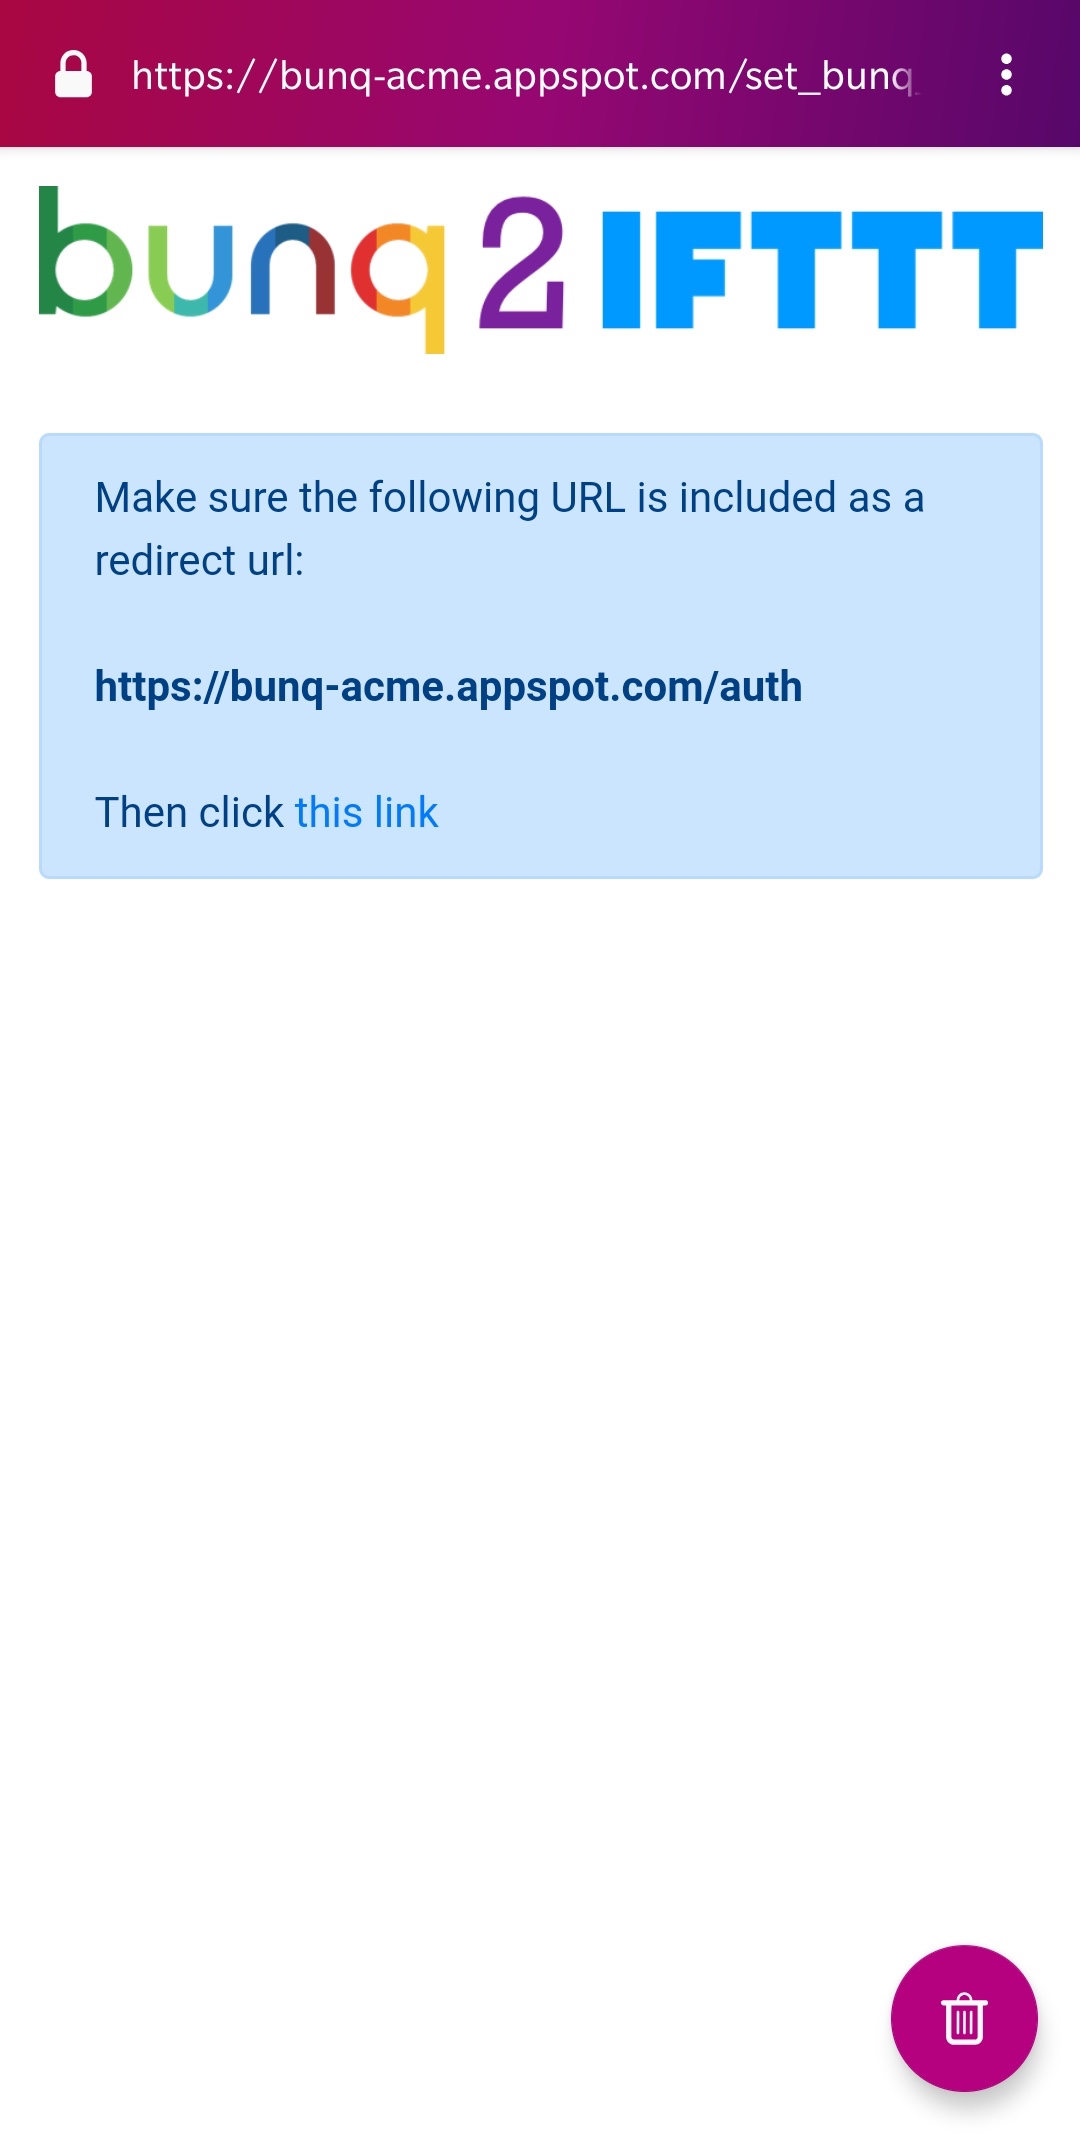 https://bunq-acme.appspot.com/set_bunq_
bunq 2 IFTTT
Make sure the following URL is included as a
redirect url:
https://bunq-acme.appspot.com/auth
Then click this link